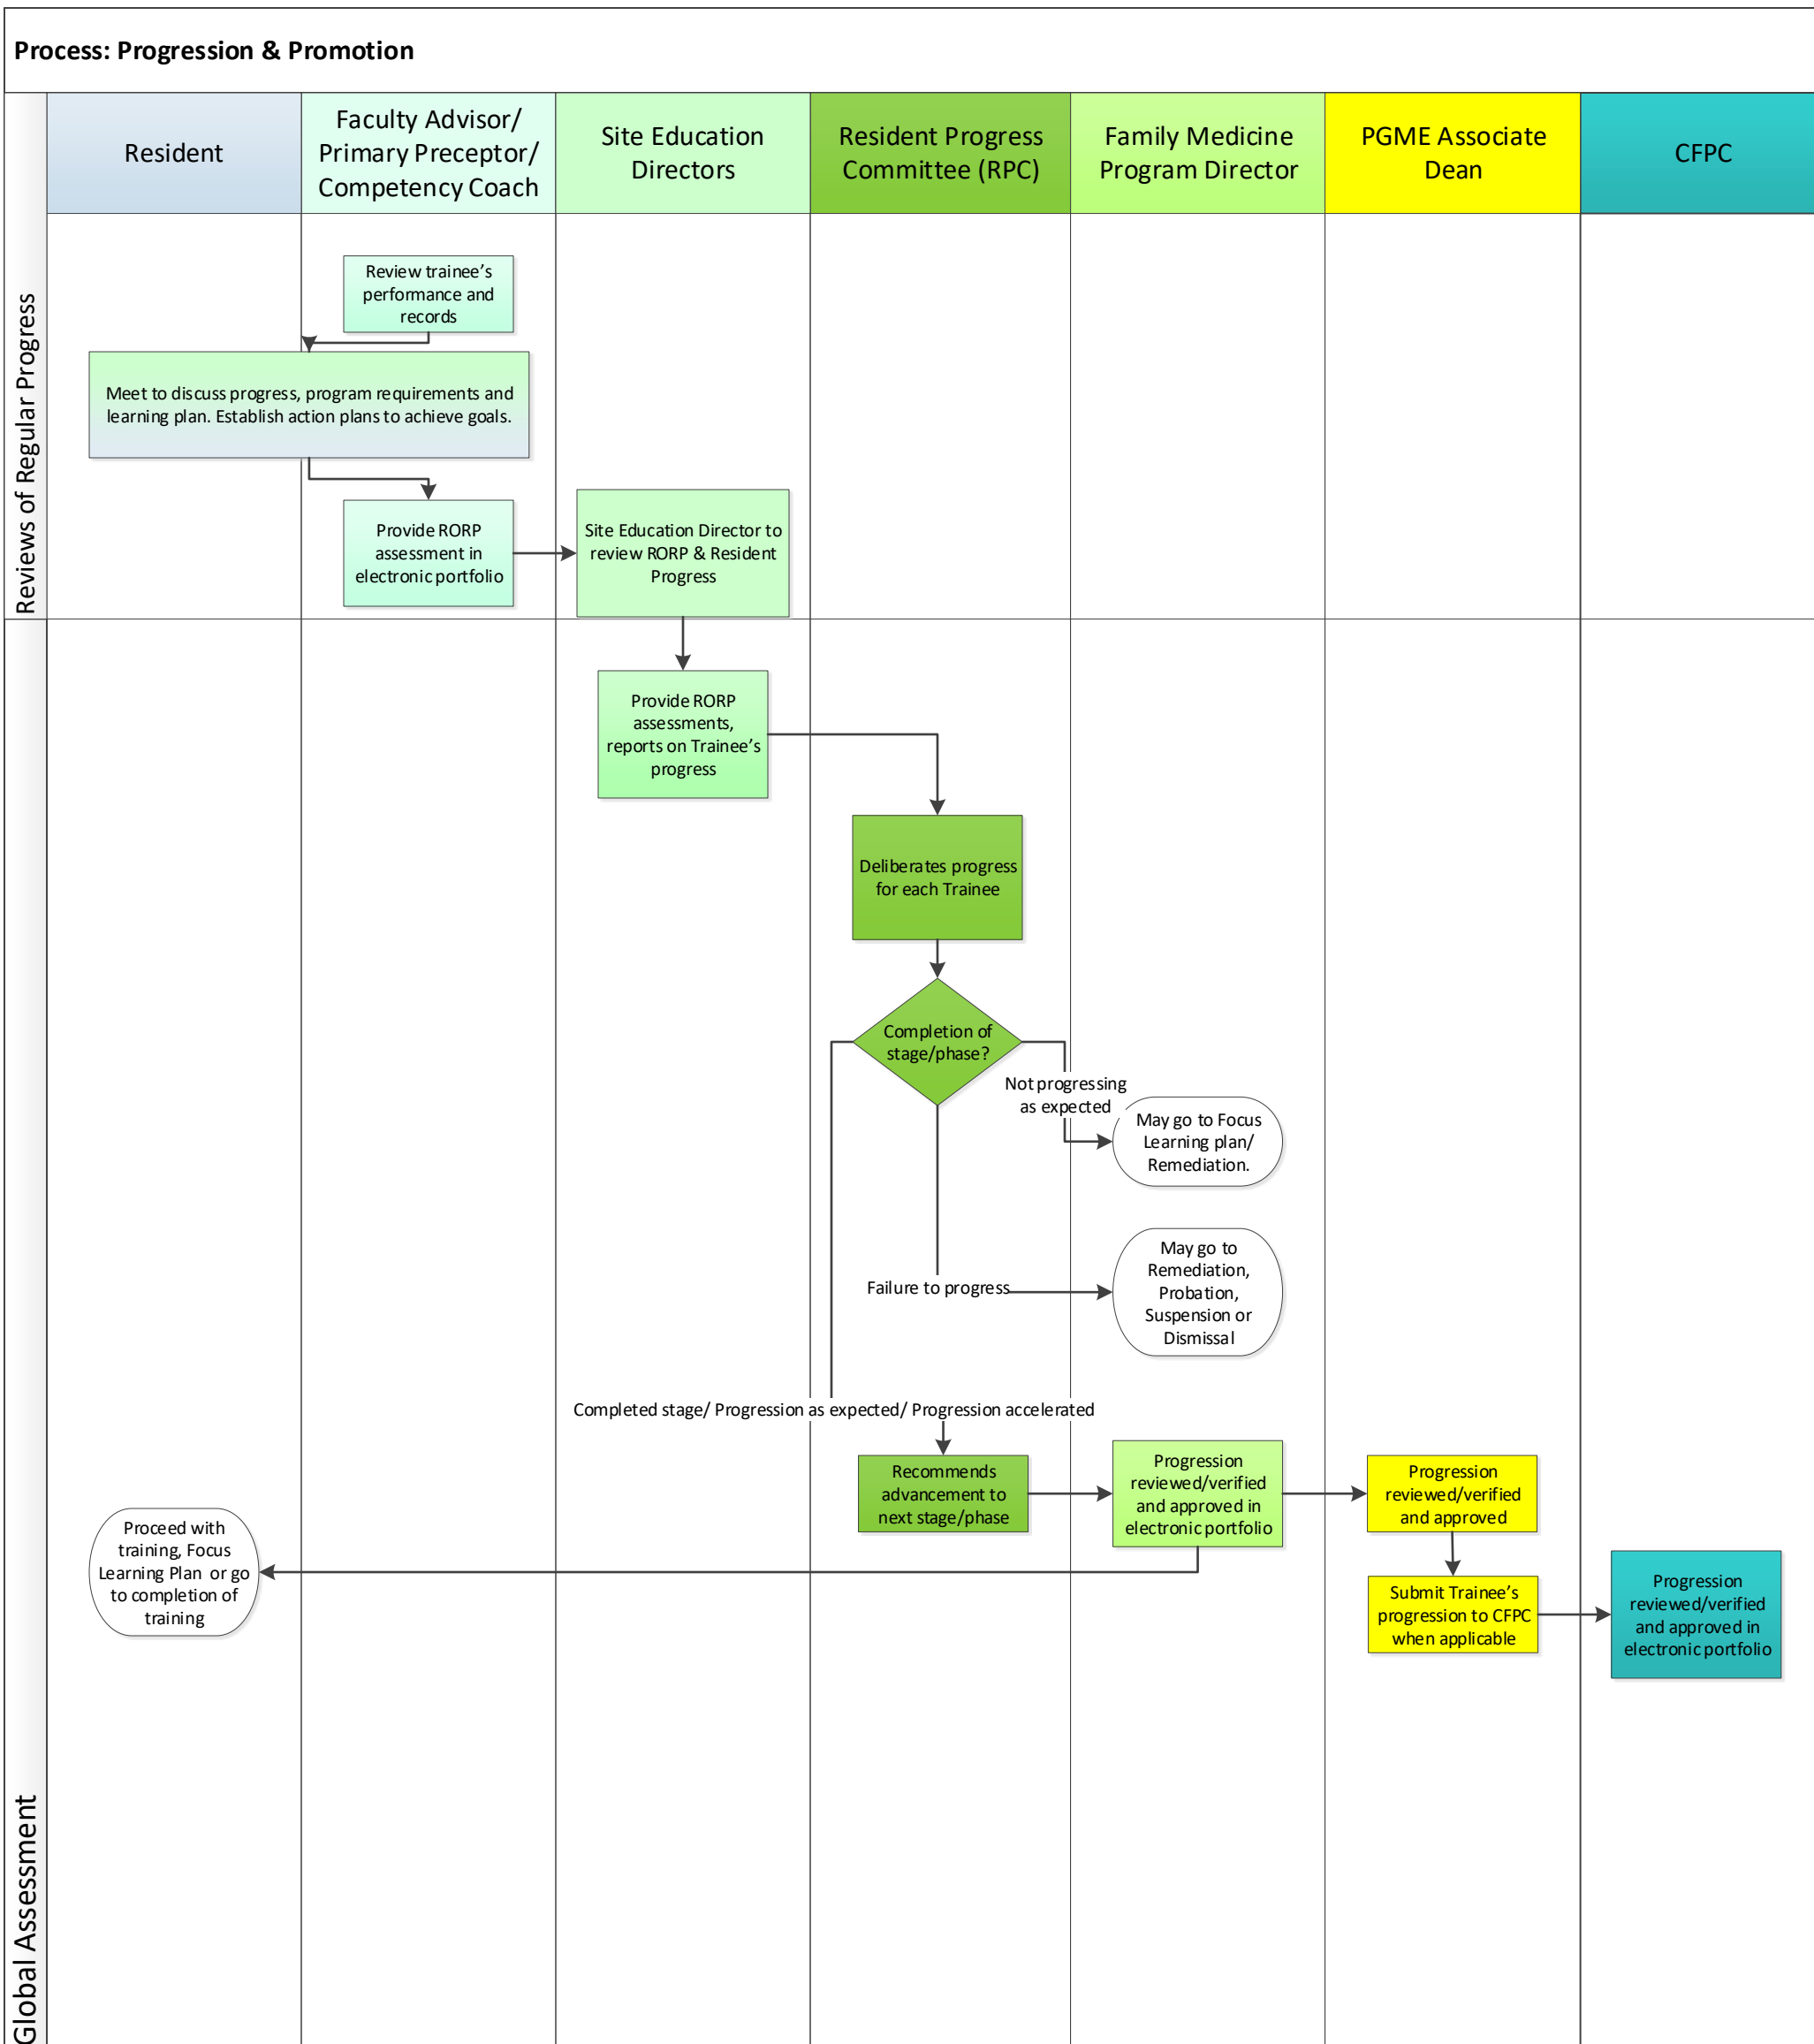 Process: Progression & Promotion
Resident
Faculty Advisor/
Primary Preceptor/
Competency Coach
Site Education
Directors
Resident Progress
Committee (RPC)
Family Medicine
Program Director
PGME Associate
Dean
CFPC
Reviews of Regular Progress
Review trainee's
performance and
records
Meet to discuss progress, program requirements and
learning plan. Establish action plans to achieve goals.
Provide RORP
assessment in
electronic portfolio
Site Education Director to
review RORP & Resident
Progress
Global Assessment
Provide RORP
assessments,
reports on Trainee's
progress
Deliberates progress
for each Trainee
Completion of
stage/phase?
Not progressing
as expected
May go to Focus
Learning plan/
Remediation.
Failure to progress
May go to
Remediation,
Probation,
Suspension or
Dismissal
Completed stage/ Progression as expected/ Progression accelerated
Recommends
advancement to
next stage/phase
Progression
reviewed/verified
and approved in
electronic portfolio
Progression
reviewed/verified
and approved
Proceed with
training, Focus
Learning Plan or go
to completion of
training
Submit Trainee's
progression to CFPC
when applicable
Progression
reviewed/verified
and approved in
electronic portfolio